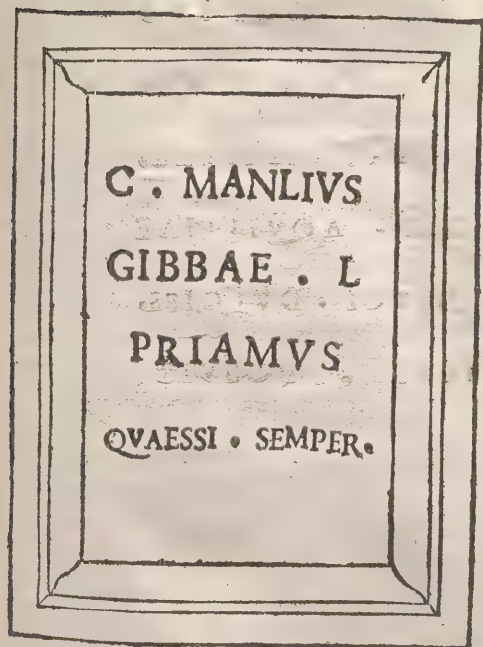 C . MANLIVS
GIBBAE . L
PRIAMVS
QVAESSI . SEMPER.